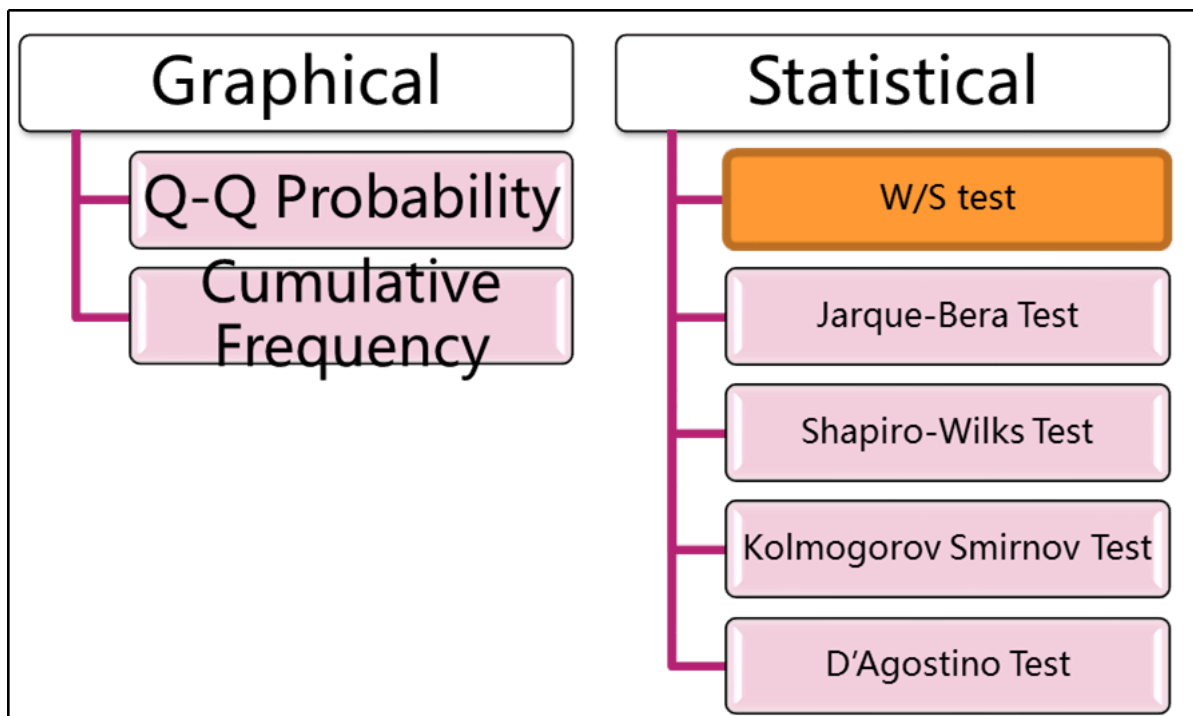 Graphical
Q-Q Probability
Cumulative
Frequency
Statistical
W/S test
Jarque-Bera Test
Shapiro-Wilks Test
Kolmogorov Smirnov Test
D’Agostino Test